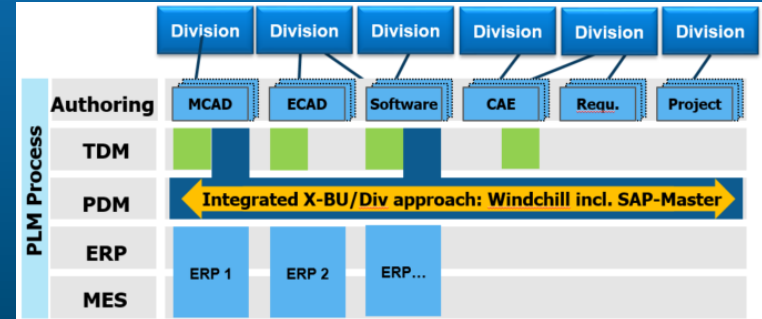 Division Division Division Division Division Division
PLM Process
Authoring MCAD ECAD Software CAE Requ. Project
TDM
PDM Integrated X-BU/Div approach: Windchill incl. SAP-Master
ERP
ERP 1 ERP 2 ERP...
MES